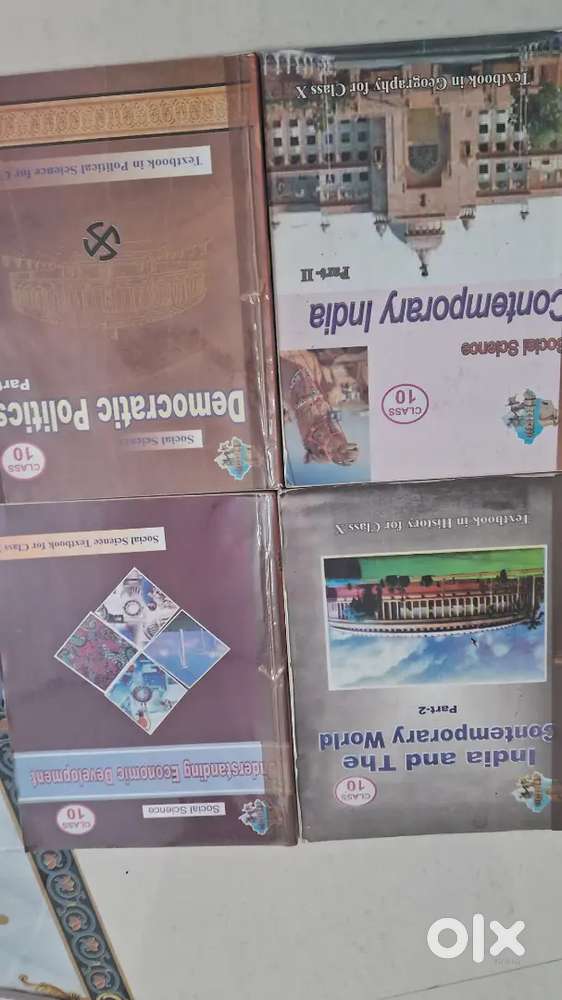 Social Science
CLASS
10
Understanding Economic Development
Social Science Textbook for Class
India and The
Contemporary World
Part-2
CLASS
10
Textbook in History for Class X
Social Science
CLASS
10
Democratic Politics
Part
Textbook in Political Science for C
Social Science
CLASS
10
Contemporary India
Part- II
Textbook in Geography for Class X
olx